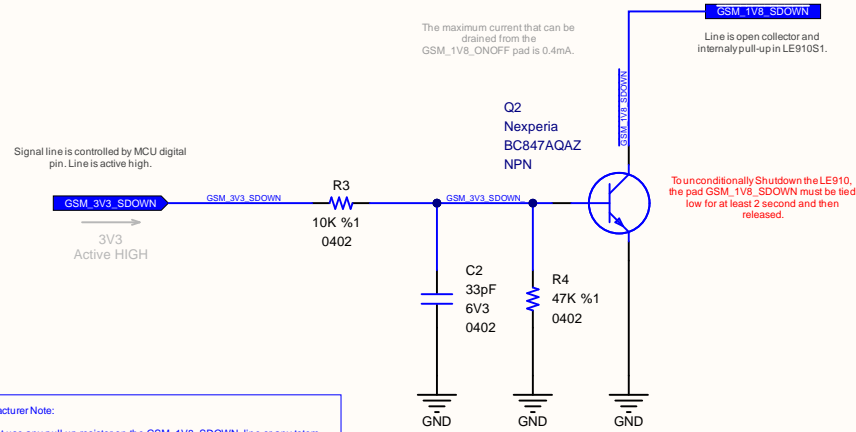 GSM_1V8_SDOWN
The maximum current that can be
drained from the
GSM_1V8_ONOFF pad is 0.4mA.
Line is open collector and
internaly pull-up in LE910S1.
GSM_1V8_SDOWN
Q2
Nexperia
BC847AQAZ
NPN
Signal line is controlled by MCU digital
pin. Line is active high.
To unconditionally Shutdown the LE910,
the pad GSM_1V8_SDOWN must be tied
low for at least 2 second and then
released.
R3
GSM_3V3_SDOWN
GSM_3V3_SDOWN
GSM_3V3_SDOWN
10K %1
0402
3V3
Active HIGH
C2
33pF
6V3
0402
R4
47K %1
0402
GND
GND
GND
acturer Note: